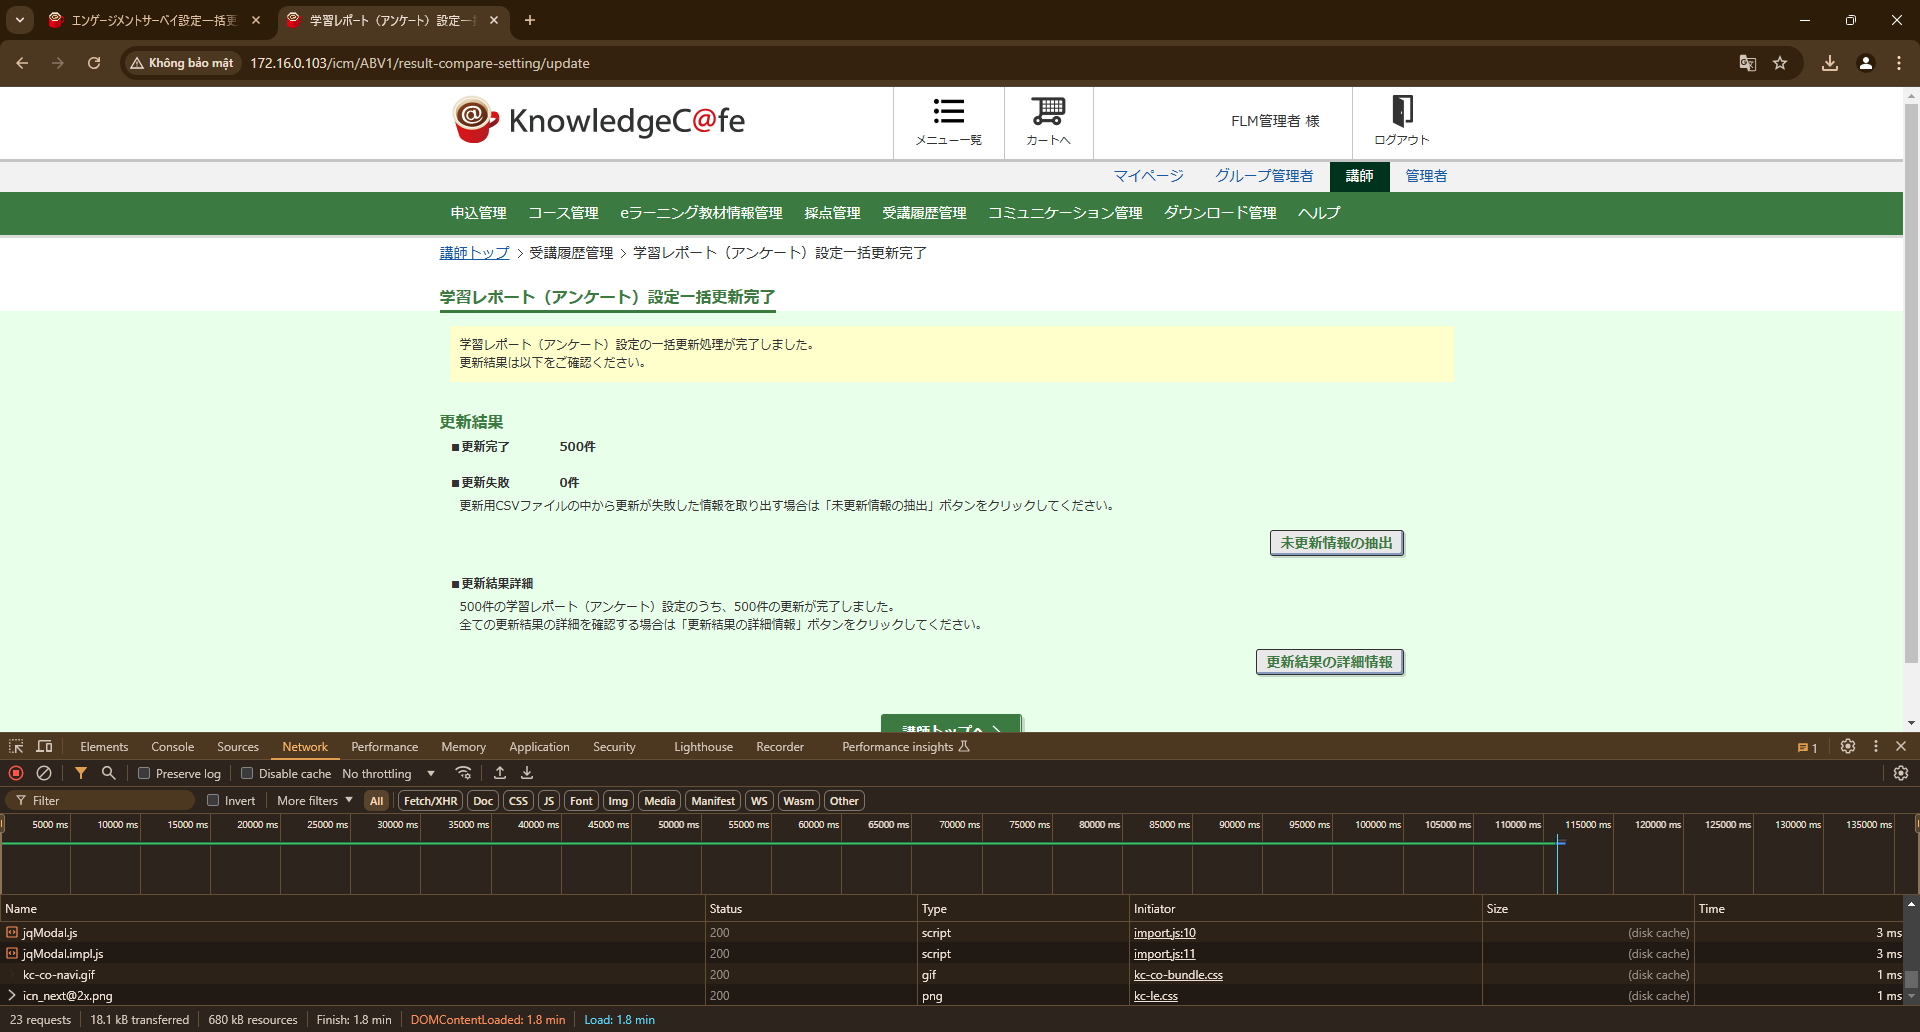 エンゲージメントサーベイ設定一括更
学習レポート（アンケート）設定一
Không bảo mật
172.16.0.103/icm/ABV1/result-compare-setting/update
KnowledgeC@fe
メニュー一覧
カートへ
FLM管理者 様
ログアウト
マイページ グループ管理者 講師 管理者
申込管理 コース管理 eラーニング教材情報管理 採点管理 受講履歴管理 コミュニケーション管理 ダウンロード管理 ヘルプ
講師トップ > 受講履歴管理 > 学習レポート（アンケート）設定一括更新完了
学習レポート（アンケート）設定一括更新完了
学習レポート（アンケート）設定の一括更新処理が完了しました。
更新結果は以下をご確認ください。
更新結果
■更新完了 500件
■更新失敗 0件
更新用CSVファイルの中から更新が失敗した情報を取り出す場合は「未更新情報の抽出」ボタンをクリックしてください。
未更新情報の抽出
■更新結果詳細
500件の学習レポート（アンケート）設定のうち、500件の更新が完了しました。
全ての更新結果の詳細を確認する場合は「更新結果の詳細情報」ボタンをクリックしてください。
更新結果の詳細情報
講師トップへ
Elements Console Sources Network Performance Memory Application Security Lighthouse Recorder Performance insights 1
Preserve log Disable cache No throttling
Filter Invert More filters All Fetch/XHR Doc CSS JS Font Img Media Manifest WS Wasm Other
5000 ms 10000 ms 15000 ms 20000 ms 25000 ms 30000 ms 35000 ms 40000 ms 45000 ms 50000 ms 55000 ms 60000 ms 65000 ms 70000 ms 75000 ms 80000 ms 85000 ms 90000 ms 95000 ms 100000 ms 105000 ms 110000 ms 115000 ms 120000 ms 125000 ms 130000 ms 135000 ms
Name Status Type Initiator Size Time
jqModal.js 200 script import.js:10 (disk cache) 3 ms
jqModal.impl.js 200 script import.js:11 (disk cache) 3 ms
kc-co-navi.gif 200 gif kc-co-bundle.css (disk cache) 1 ms
icn_next@2x.png 200 png kc-le.css (disk cache) 1 ms
23 requests 18.1 kB transferred 680 kB resources Finish: 1.8 min DOMContentLoaded: 1.8 min Load: 1.8 min